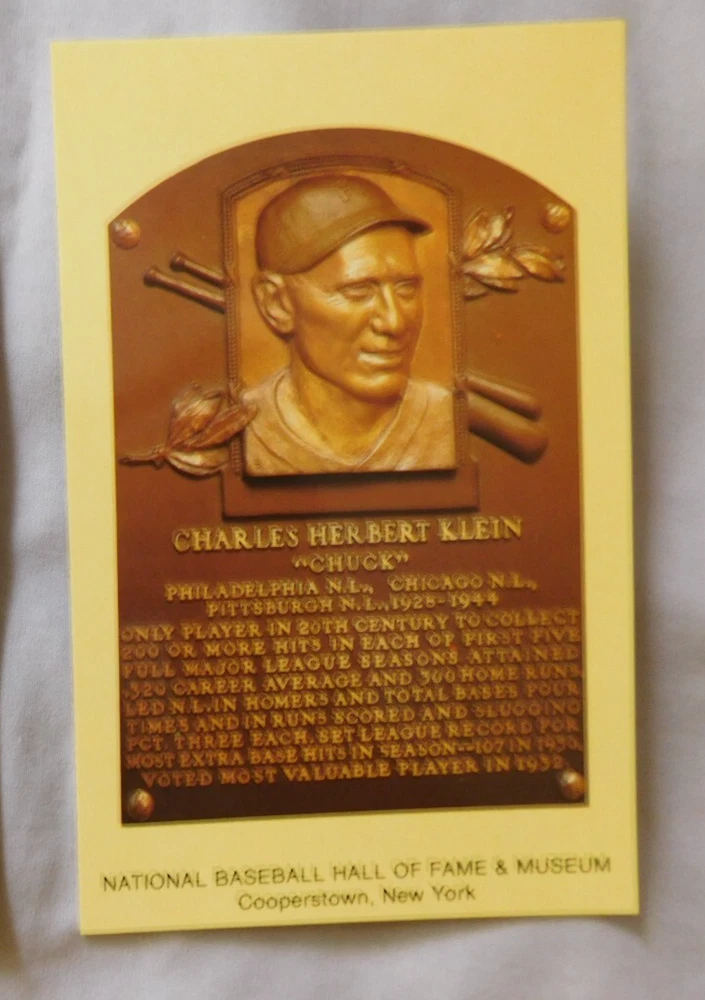 CHARLES HERBERT KLEIN
"CHUCK"
PHILADELPHIA N.L., CHICAGO N.L.,
PITTSBURGH N.L., 1928-1944
ONLY PLAYER IN 20TH CENTURY TO COLLECT
200 OR MORE HITS IN EACH OF FIRST FIVE
FULL MAJOR LEAGUE SEASONS. ATTAINED
.320 CAREER AVERAGE AND 300 HOME RUNS.
LED N.L. IN HOMERS AND TOTAL BASES FOUR
TIMES AND IN RUNS SCORED AND SLUGGING
PCT. THREE EACH. SET LEAGUE RECORD FOR
MOST EXTRA BASE HITS IN SEASON--107 IN 1930.
VOTED MOST VALUABLE PLAYER IN 1932.
NATIONAL BASEBALL HALL OF FAME & MUSEUM
Cooperstown, New York